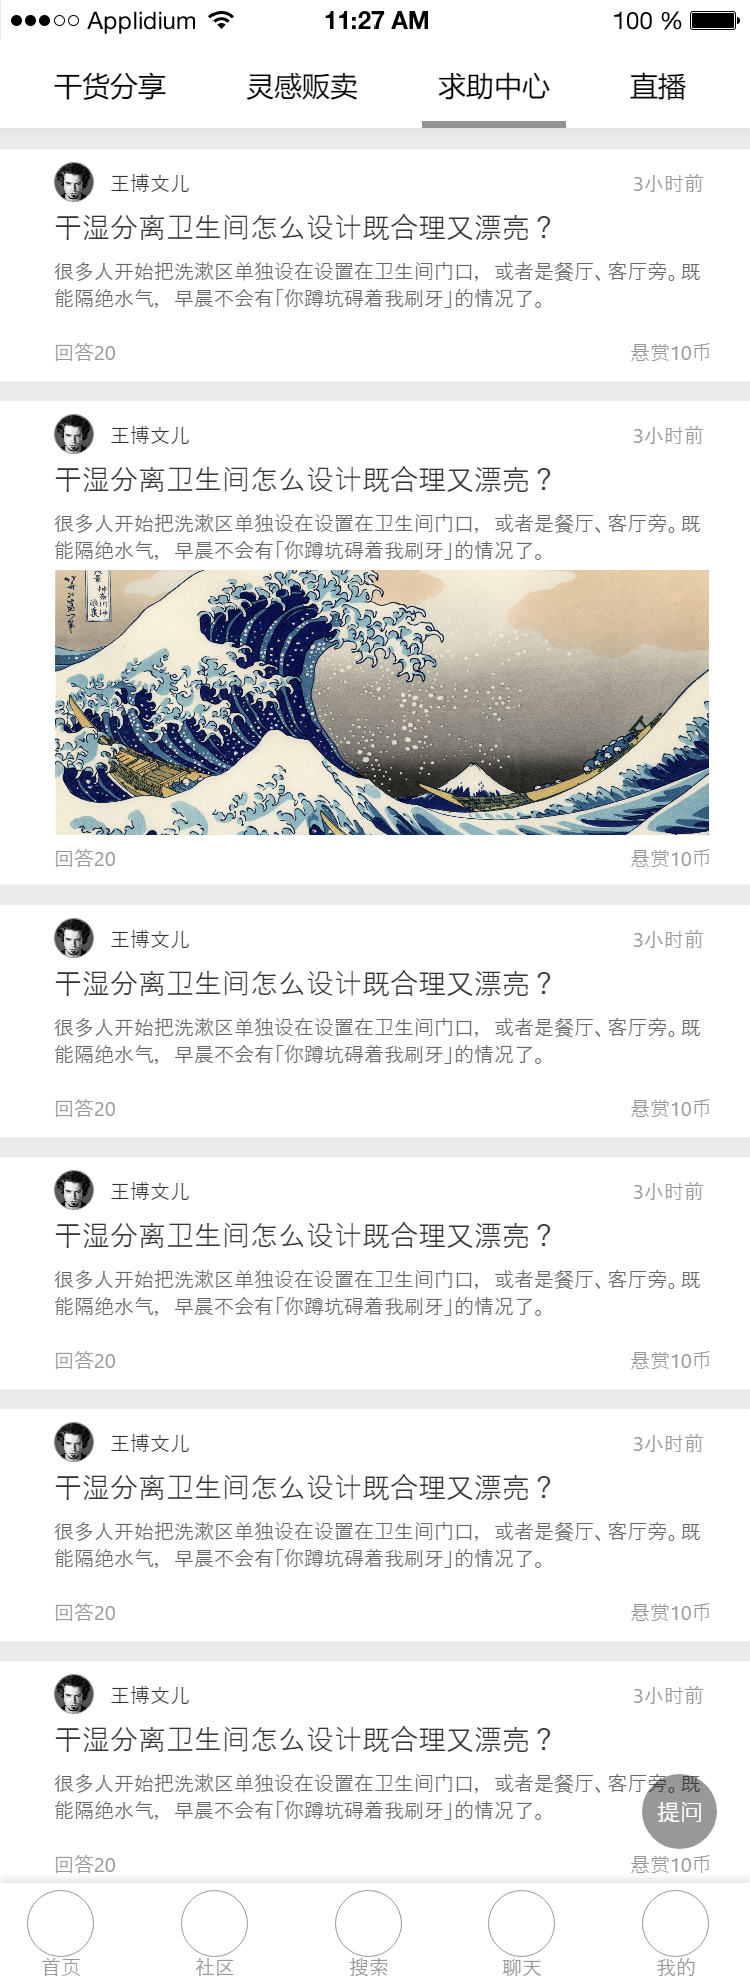 Applidium 11:27 AM 100 %
干货分享 灵感贩卖 求助中心 直播
王博文儿 3小时前
干湿分离卫生间怎么设计既合理又漂亮？
很多人开始把洗漱区单独设在设置在卫生间门口，或者是餐厅、客厅旁。既
能隔绝水气，早晨不会有「你蹲坑碍着我刷牙」的情况了。
回答20 悬赏10币
王博文儿 3小时前
干湿分离卫生间怎么设计既合理又漂亮？
很多人开始把洗漱区单独设在设置在卫生间门口，或者是餐厅、客厅旁。既
能隔绝水气，早晨不会有「你蹲坑碍着我刷牙」的情况了。
回答20 悬赏10币
王博文儿 3小时前
干湿分离卫生间怎么设计既合理又漂亮？
很多人开始把洗漱区单独设在设置在卫生间门口，或者是餐厅、客厅旁。既
能隔绝水气，早晨不会有「你蹲坑碍着我刷牙」的情况了。
回答20 悬赏10币
王博文儿 3小时前
干湿分离卫生间怎么设计既合理又漂亮？
很多人开始把洗漱区单独设在设置在卫生间门口，或者是餐厅、客厅旁。既
能隔绝水气，早晨不会有「你蹲坑碍着我刷牙」的情况了。
回答20 悬赏10币
王博文儿 3小时前
干湿分离卫生间怎么设计既合理又漂亮？
很多人开始把洗漱区单独设在设置在卫生间门口，或者是餐厅、客厅旁。既
能隔绝水气，早晨不会有「你蹲坑碍着我刷牙」的情况了。
回答20 悬赏10币
王博文儿 3小时前
干湿分离卫生间怎么设计既合理又漂亮？
很多人开始把洗漱区单独设在设置在卫生间门口，或者是餐厅、客厅旁。既
能隔绝水气，早晨不会有「你蹲坑碍着我刷牙」的情况了。
提问
回答20 悬赏10币
首页 社区 搜索 聊天 我的